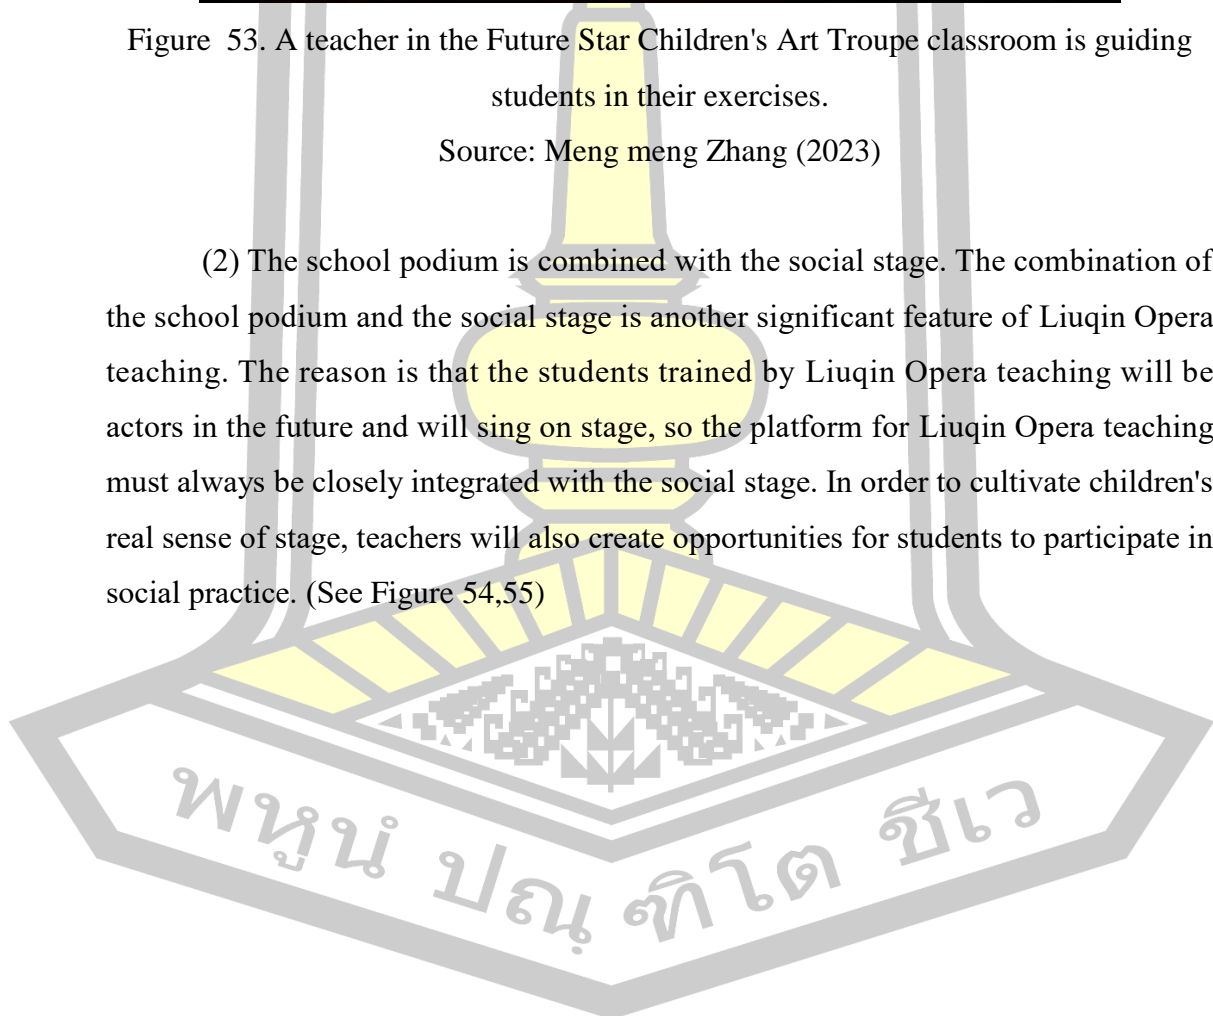 Figure  53. A teacher in the Future Star Children's Art Troupe classroom is guiding
students in their exercises.
Source: Meng meng Zhang (2023)
(2) The school podium is combined with the social stage. The combination of
the school podium and the social stage is another significant feature of Liuqin Opera
teaching. The reason is that the students trained by Liuqin Opera teaching will be
actors in the future and will sing on stage, so the platform for Liuqin Opera teaching
must always be closely integrated with the social stage. In order to cultivate children's
real sense of stage, teachers will also create opportunities for students to participate in
social practice. (See Figure 54,55)
พหูนํ ปณฺฑิโต ชีเว